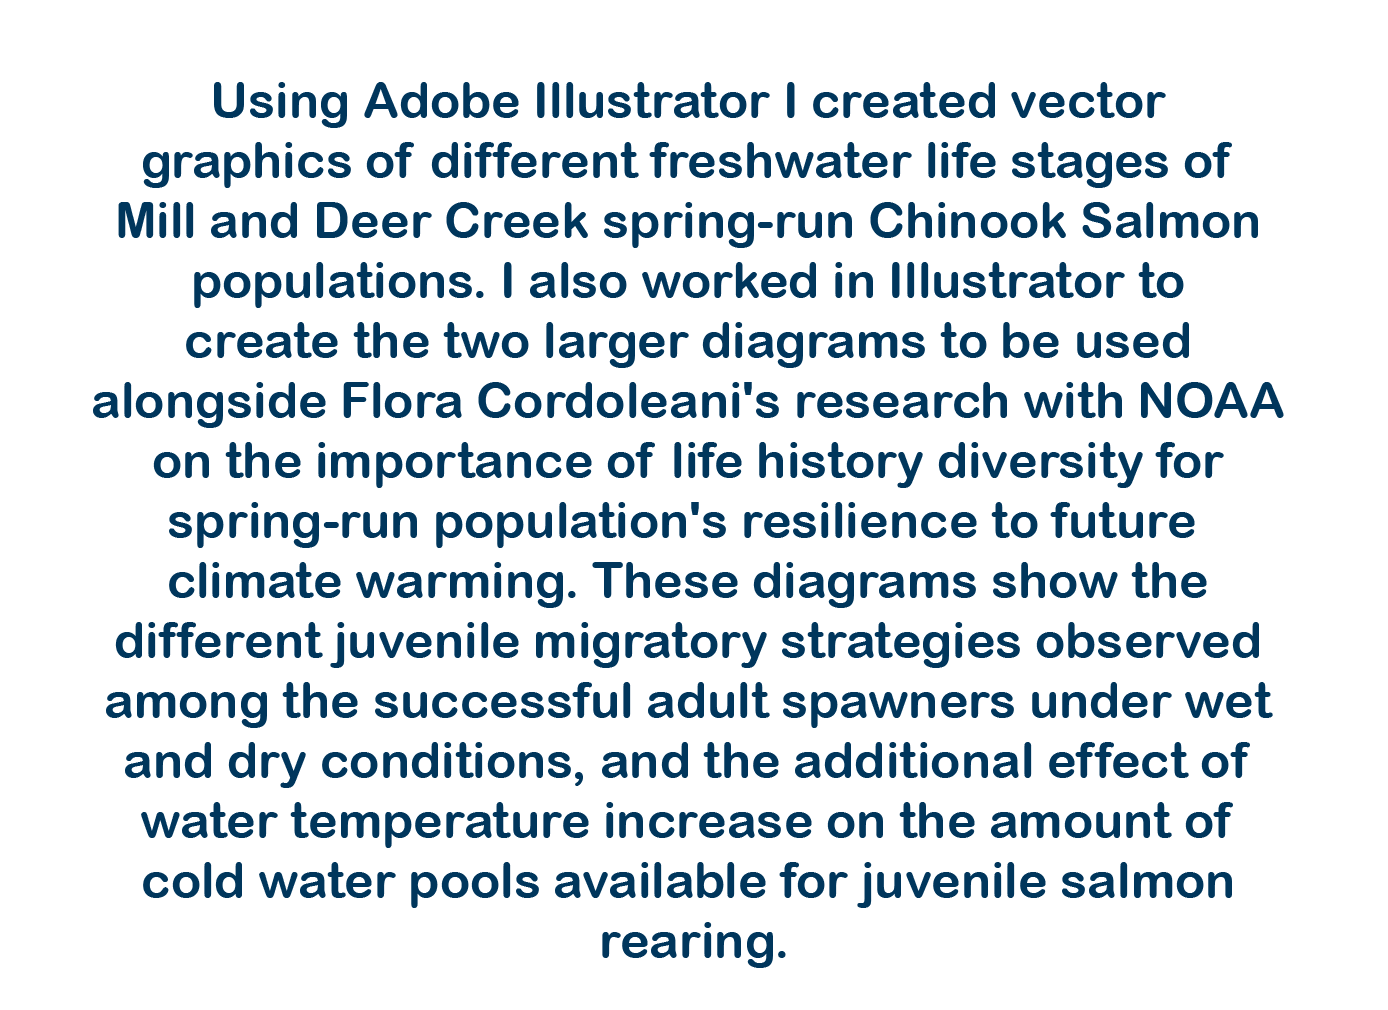 Using Adobe Illustrator I created vector
graphics of different freshwater life stages of
Mill and Deer Creek spring-run Chinook Salmon
populations. I also worked in Illustrator to
create the two larger diagrams to be used
alongside Flora Cordoleani's research with NOAA
on the importance of life history diversity for
spring-run population's resilience to future
climate warming. These diagrams show the
different juvenile migratory strategies observed
among the successful adult spawners under wet
and dry conditions, and the additional effect of
water temperature increase on the amount of
cold water pools available for juvenile salmon
rearing.